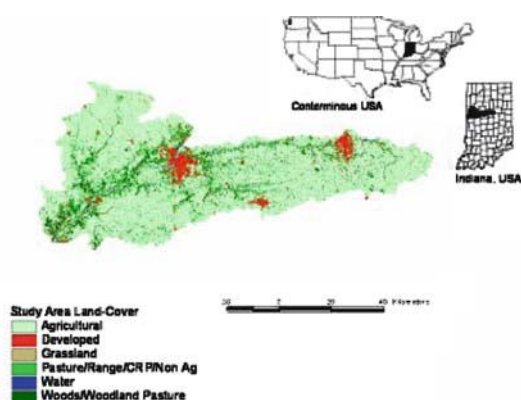 Conterminous USA
Indiana, USA
Study Area Land-Cover
Agricultural
Developed
Grassland
Pasture/Range/CRP/Non Ag
Water
Woods/Woodland Pasture